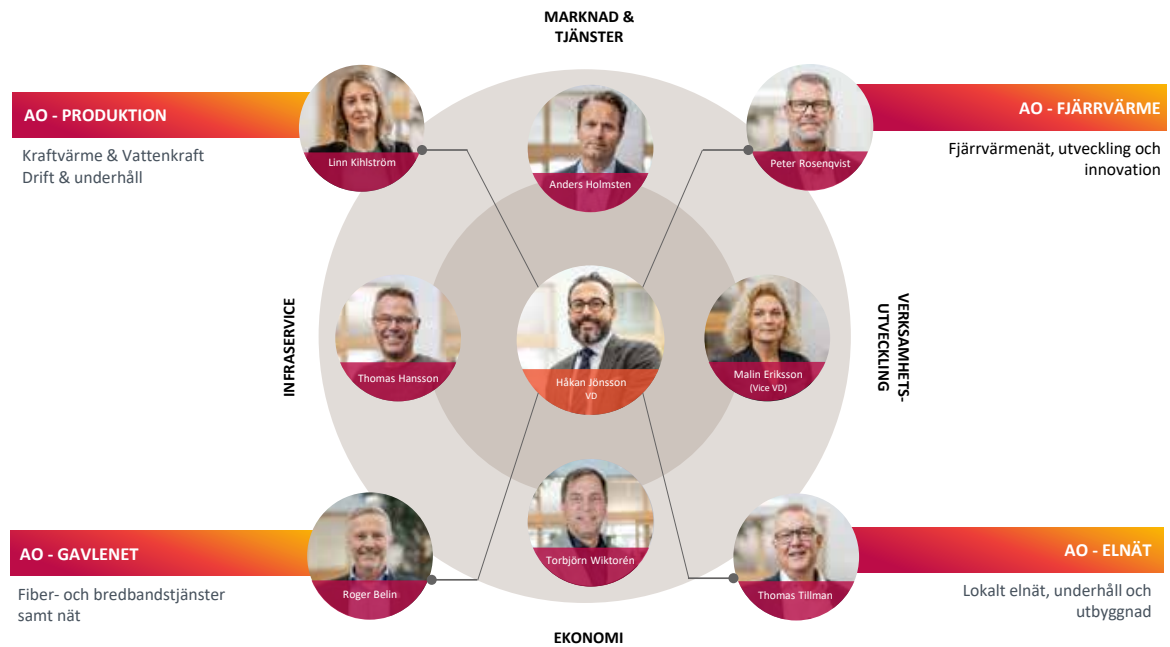 MARKNAD &
TJÄNSTER
AO - PRODUKTION
Kraftvärme & Vattenkraft
Drift & underhåll
Linn Kihlström
Anders Holmsten
Peter Rosenqvist
AO - FJÄRRVÄRME
Fjärrvärmenät, utveckling och
innovation
INFRASERVICE
Thomas Hansson
Håkan Jönsson
VD
Malin Eriksson
(Vice VD)
VERKSAMHETS-
UTVECKLING
AO - GAVLENET
Fiber- och bredbandstjänster
samt nät
Roger Belin
Torbjörn Wiktorén
Thomas Tillman
AO - ELNÄT
Lokalt elnät, underhåll och
utbyggnad
EKONOMI